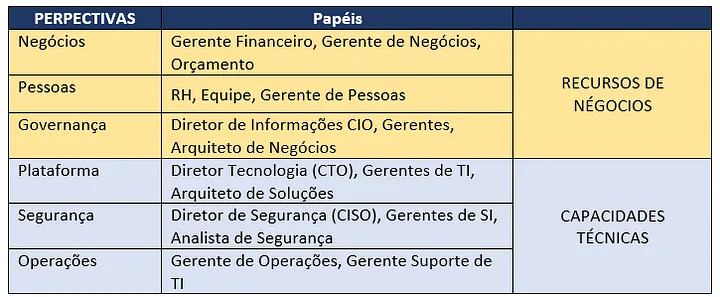 PERPECTIVAS
Papéis
Negócios
Gerente Financeiro, Gerente de Negócios,
Orçamento
Pessoas
RH, Equipe, Gerente de Pessoas
Governança
Diretor de Informações CIO, Gerentes,
Arquiteto de Negócios
RECURSOS DE
NÉGOCIOS
Plataforma
Diretor Tecnologia (CTO), Gerentes de TI,
Arquiteto de Soluções
Segurança
Diretor de Segurança (CISO), Gerentes de SI,
Analista de Segurança
Operações
Gerente de Operações, Gerente Suporte de
TI
CAPACIDADES
TÉCNICAS